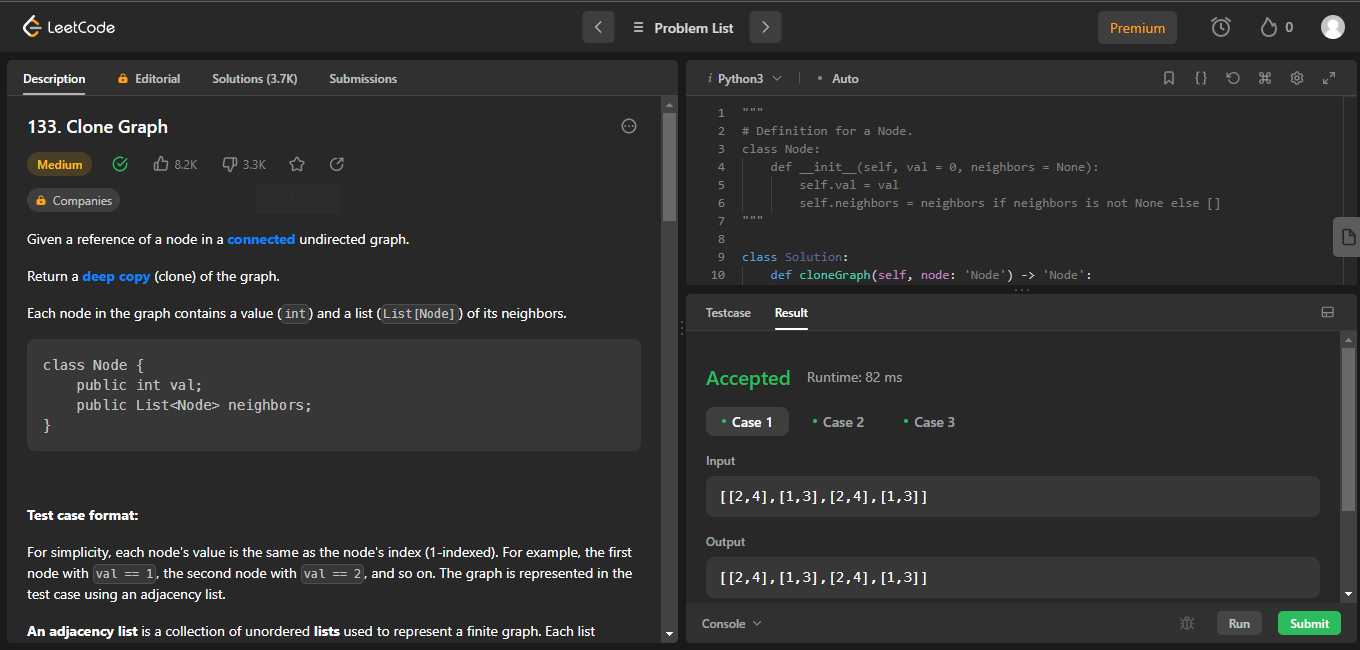 LeetCode
Problem List
Premium
0
Description
Editorial
Solutions (3.7K)
Submissions
133. Clone Graph
Medium
8.2K
3.3K
Companies
Given a reference of a node in a connected undirected graph.
Return a deep copy (clone) of the graph.
Each node in the graph contains a value (int) and a list (List[Node]) of its neighbors.
class Node {
    public int val;
    public List<Node> neighbors;
}
Test case format:
For simplicity, each node's value is the same as the node's index (1-indexed). For example, the first
node with val == 1, the second node with val == 2, and so on. The graph is represented in the
test case using an adjacency list.
An adjacency list is a collection of unordered lists used to represent a finite graph. Each list
i Python3
• Auto
1 """
2 # Definition for a Node.
3 class Node:
4     def __init__(self, val = 0, neighbors = None):
5         self.val = val
6         self.neighbors = neighbors if neighbors is not None else []
7 """
8
9 class Solution:
10     def cloneGraph(self, node: 'Node') -> 'Node':
Testcase
Result
Accepted
Runtime: 82 ms
• Case 1
• Case 2
• Case 3
Input
[[2,4],[1,3],[2,4],[1,3]]
Output
[[2,4],[1,3],[2,4],[1,3]]
Console
Run
Submit